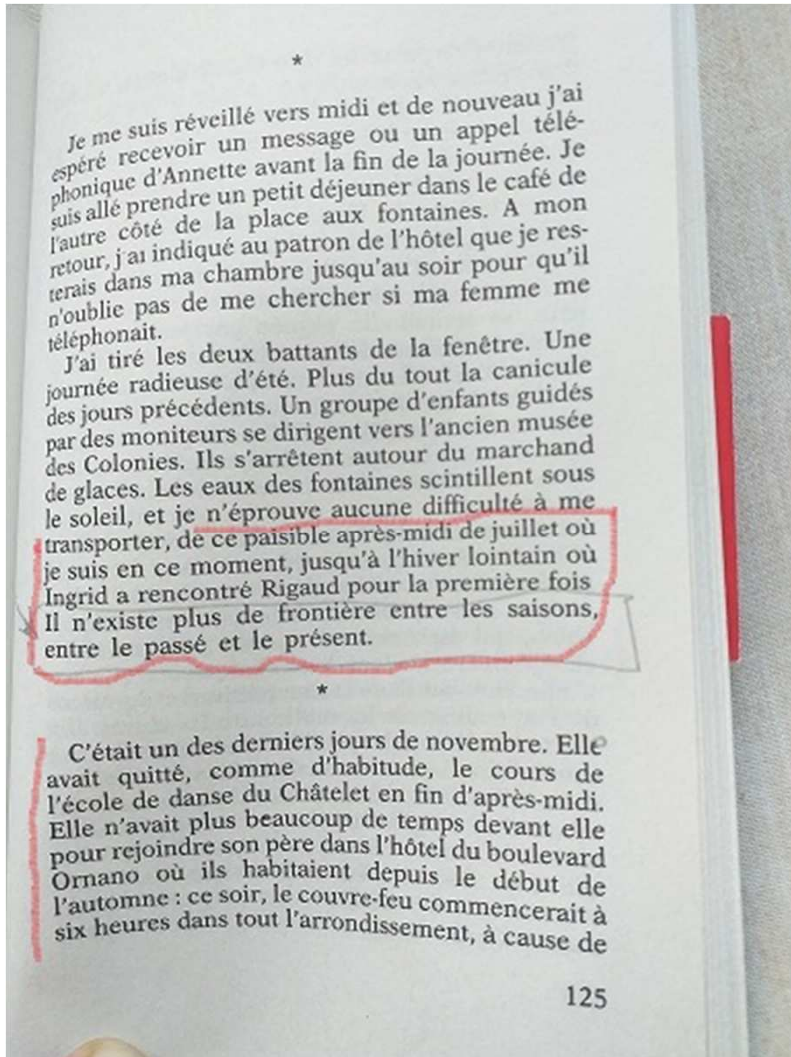 *
Je me suis réveillé vers midi et de nouveau j'ai
espéré recevoir un message ou un appel télé-
phonique d'Annette avant la fin de la journée. Je
suis allé prendre un petit déjeuner dans le café de
l'autre côté de la place aux fontaines. A mon
retour, j'ai indiqué au patron de l'hôtel que je res-
terais dans ma chambre jusqu'au soir pour qu'il
n'oublie pas de me chercher si ma femme me
téléphonait.
J'ai tiré les deux battants de la fenêtre. Une
journée radieuse d'été. Plus du tout la canicule
des jours précédents. Un groupe d'enfants guidés
par des moniteurs se dirigent vers l'ancien musée
des Colonies. Ils s'arrêtent autour du marchand
de glaces. Les eaux des fontaines scintillent sous
le soleil, et je n'éprouve aucune difficulté à me
transporter, de ce paisible après-midi de juillet où
je suis en ce moment, jusqu'à l'hiver lointain où
Ingrid a rencontré Rigaud pour la première fois
Il n'existe plus de frontière entre les saisons,
entre le passé et le présent.
*
C'était un des derniers jours de novembre. Elle
avait quitté, comme d'habitude, le cours de
l'école de danse du Châtelet en fin d'après-midi.
Elle n'avait plus beaucoup de temps devant elle
pour rejoindre son père dans l'hôtel du boulevard
Ornano où ils habitaient depuis le début de
l'automne : ce soir, le couvre-feu commencerait à
six heures dans tout l'arrondissement, à cause de
125